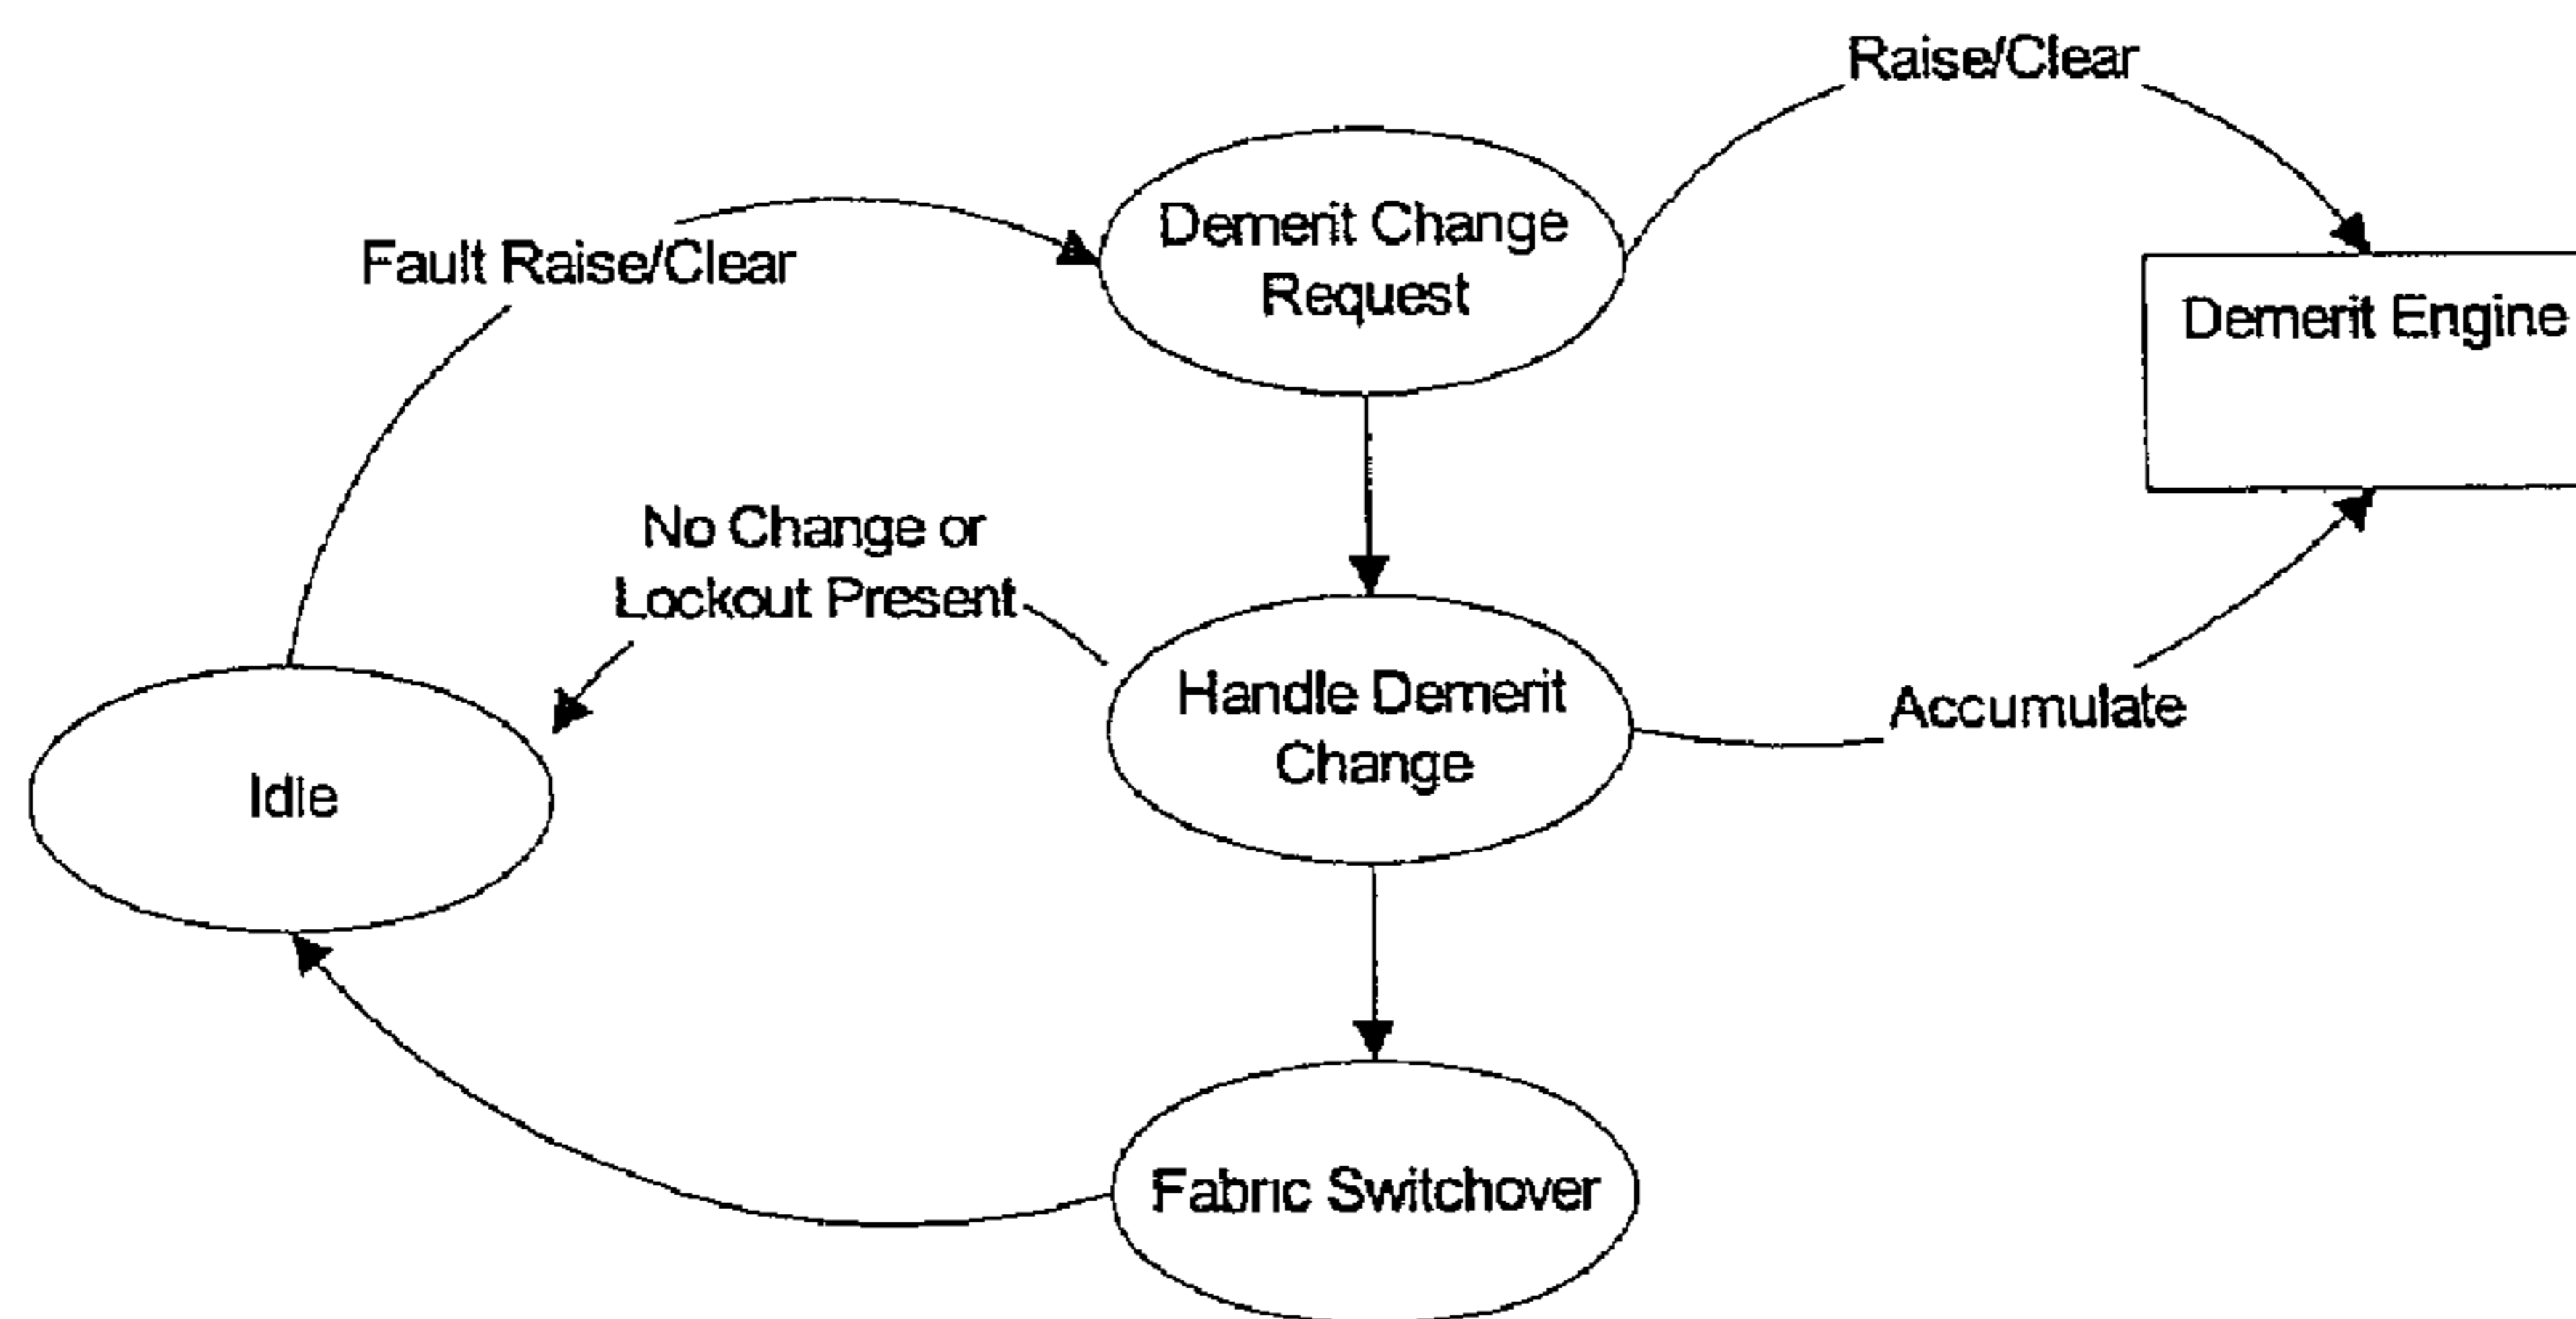 Raise/Clear
Demerit Change
Request
Fault Raise/Clear
Demerit Engine
No Change or
Lockout Present
Handle Demerit
Change
Accumulate
Idle
Fabric Switchover